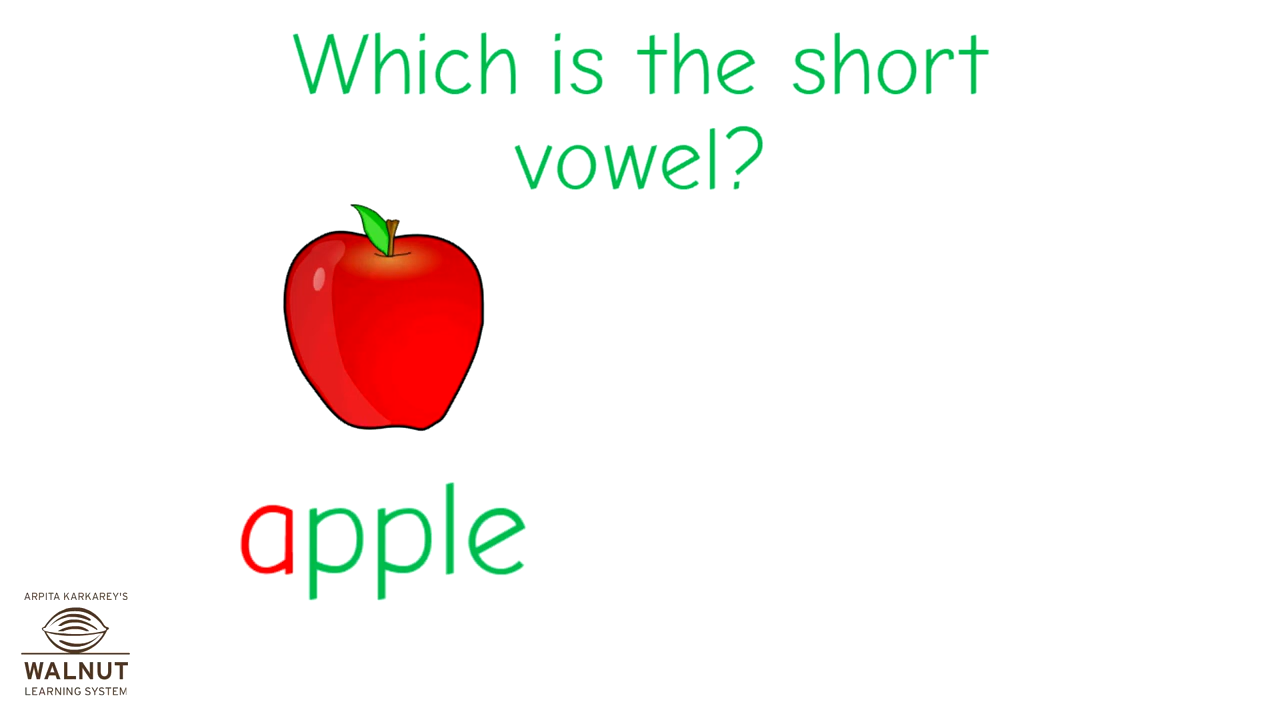 Which is the short
vowel?
apple
ARPITA KARKAREY'S
WALNUT
LEARNING SYSTEM